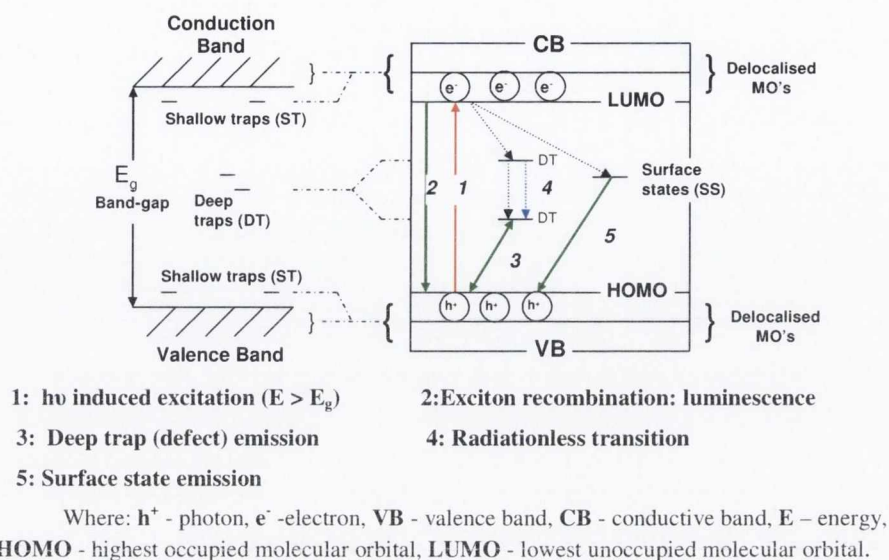 Conduction
Band
CB
Delocalised
MO's
LUMO
Shallow traps (ST)
e⁻ e⁻ e⁻
E_g
Band-gap
Deep
traps (DT)
Shallow traps (ST)
Valence Band
2 1
DT
4
DT
3
5
Surface
states (SS)
HOMO
h⁺ h⁺ h⁺
VB
Delocalised
MO's
1: hυ induced excitation (E > E_g)
2:Exciton recombination: luminescence
3: Deep trap (defect) emission
4: Radiationless transition
5: Surface state emission
Where: h⁺ - photon, e⁻ -electron, VB - valence band, CB - conductive band, E – energy,
HOMO - highest occupied molecular orbital, LUMO - lowest unoccupied molecular orbital.